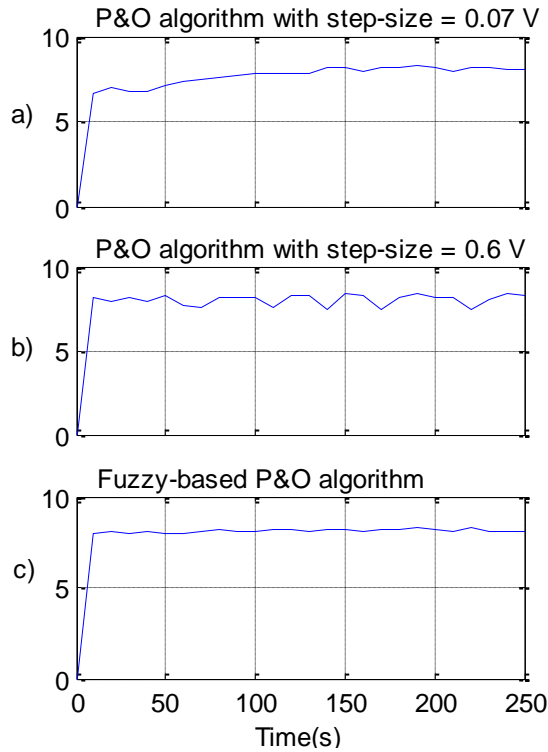 P&O algorithm with step-size = 0.07 V
10
a)
5
0
P&O algorithm with step-size = 0.6 V
10
b)
5
0
Fuzzy-based P&O algorithm
10
c)
5
0
0 50 100 150 200 250
Time(s)